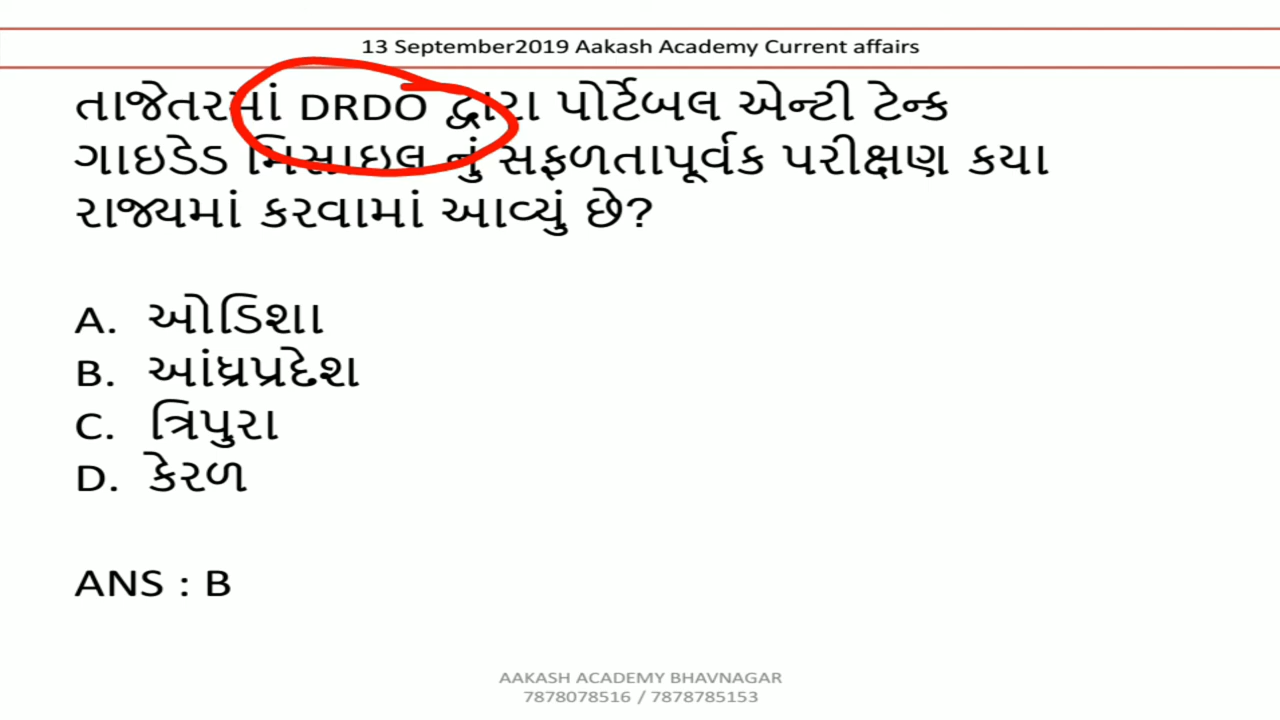 13 September2019 Aakash Academy Current affairs
તાજેતરમાં DRDO દ્વારા પોર્ટેબલ એન્ટી ટેન્ક
ગાઇડેડ મિસાઇલ નું સફળતાપૂર્વક પરીક્ષણ કયા
રાજ્યમાં કરવામાં આવ્યું છે?
A. ઓડિશા
B. આંધ્રપ્રદેશ
C. ત્રિપુરા
D. કેરળ
ANS : B
AAKASH ACADEMY BHAVNAGAR
7878078516 / 7878785153